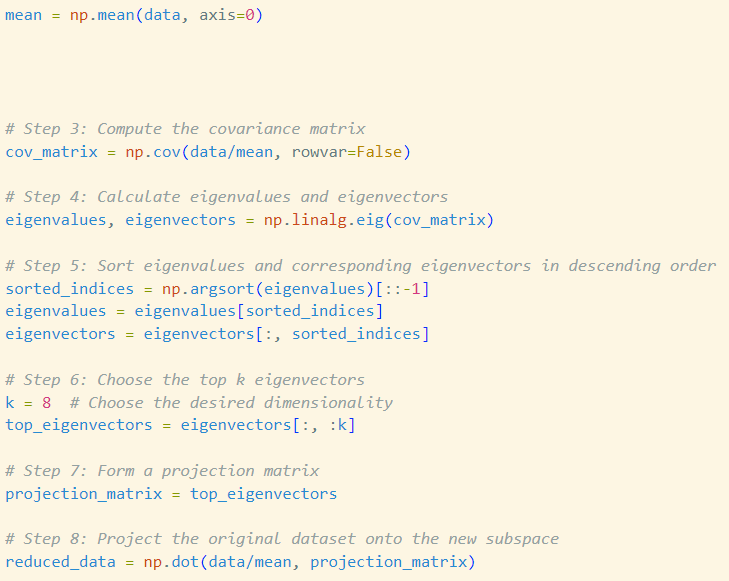 mean = np.mean(data, axis=0)
# Step 3: Compute the covariance matrix
cov_matrix = np.cov(data/mean, rowvar=False)
# Step 4: Calculate eigenvalues and eigenvectors
eigenvalues, eigenvectors = np.linalg.eig(cov_matrix)
# Step 5: Sort eigenvalues and corresponding eigenvectors in descending order
sorted_indices = np.argsort(eigenvalues)[::-1]
eigenvalues = eigenvalues[sorted_indices]
eigenvectors = eigenvectors[:, sorted_indices]
# Step 6: Choose the top k eigenvectors
k = 8  # Choose the desired dimensionality
top_eigenvectors = eigenvectors[:, :k]
# Step 7: Form a projection matrix
projection_matrix = top_eigenvectors
# Step 8: Project the original dataset onto the new subspace
reduced_data = np.dot(data/mean, projection_matrix)